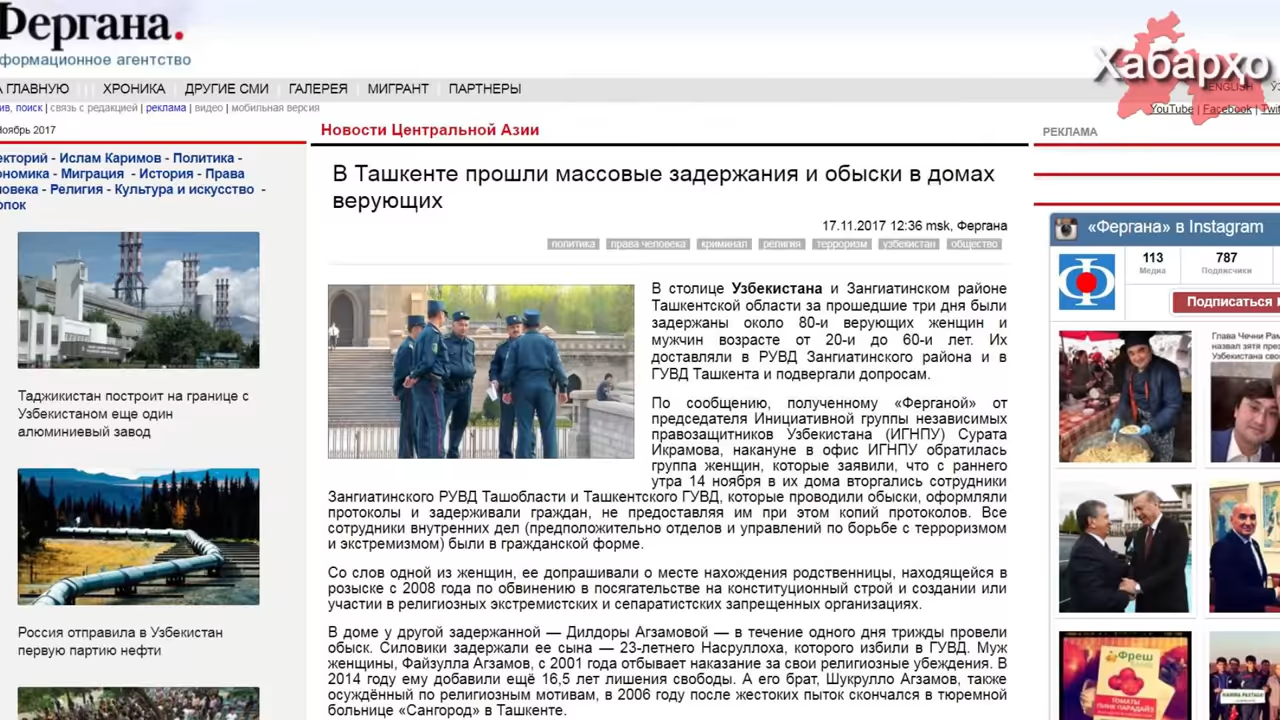 Фергана.
формационное агентство
Хабарҳо
ГЛАВНУЮ | ХРОНИКА ДРУГИЕ СМИ ГАЛЕРЕЯ МИГРАНТ ПАРТНЕРЫ
ENGLISH
поиск | связь с редакцией | реклама | видео | мобильная версия
YouTube | Facebook | Twit
Ноябрь 2017
Новости Центральной Азии
РЕКЛАМА
екторий - Ислам Каримов - Политика -
ономика - Миграция - История - Права
ловека - Религия - Культура и искусство -
опок
В Ташкенте прошли массовые задержания и обыски в домах
верующих
17.11.2017 12:36 msk, Фергана
политика права человека криминал религия терроризм узбекистан общество
В столице Узбекистана и Зангиатинском районе
Ташкентской области за прошедшие три дня были
задержаны около 80-и верующих женщин и
мужчин возрасте от 20-и до 60-и лет. Их
доставляли в РУВД Зангиатинского района и в
ГУВД Ташкента и подвергали допросам.
По сообщению, полученному «Ферганой» от
председателя Инициативной группы независимых
правозащитников Узбекистана (ИГНПУ) Сурата
Икрамова, накануне в офис ИГНПУ обратилась
группа женщин, которые заявили, что с раннего
утра 14 ноября в их дома вторгались сотрудники
Зангиатинского РУВД Ташобласти и Ташкентского ГУВД, которые проводили обыски, оформляли
протоколы и задерживали граждан, не предоставляя им при этом копий протоколов. Все
сотрудники внутренних дел (предположительно отделов и управлений по борьбе с терроризмом
и экстремизмом) были в гражданской форме.
Со слов одной из женщин, ее допрашивали о месте нахождения родственницы, находящейся в
розыске с 2008 года по обвинению в посягательстве на конституционный строй и создании или
участии в религиозных экстремистских и сепаратистских запрещенных организациях.
В доме у другой задержанной — Дилдоры Агзамовой — в течение одного дня трижды провели
обыск. Силовики задержали ее сына — 23-летнего Насруллоха, которого избили в ГУВД. Муж
женщины, Файзулла Агзамов, с 2001 года отбывает наказание за свои религиозные убеждения. В
2014 году ему добавили ещё 16,5 лет лишения свободы. А его брат, Шукрулло Агзамов, также
осуждённый по религиозным мотивам, в 2006 году после жестоких пыток скончался в тюремной
больнице «Сангород» в Ташкенте.
Таджикистан построит на границе с
Узбекистаном еще один
алюминиевый завод
Россия отправила в Узбекистан
первую партию нефти
«Фергана» в Instagram
113 787
Медиа Подписчики
Подписаться
Глава Чечни Рам
назвал зятя през
Узбекистана сво
Фреш
ТОМАТЫ
ПИНК ПАРАДАЙЗ